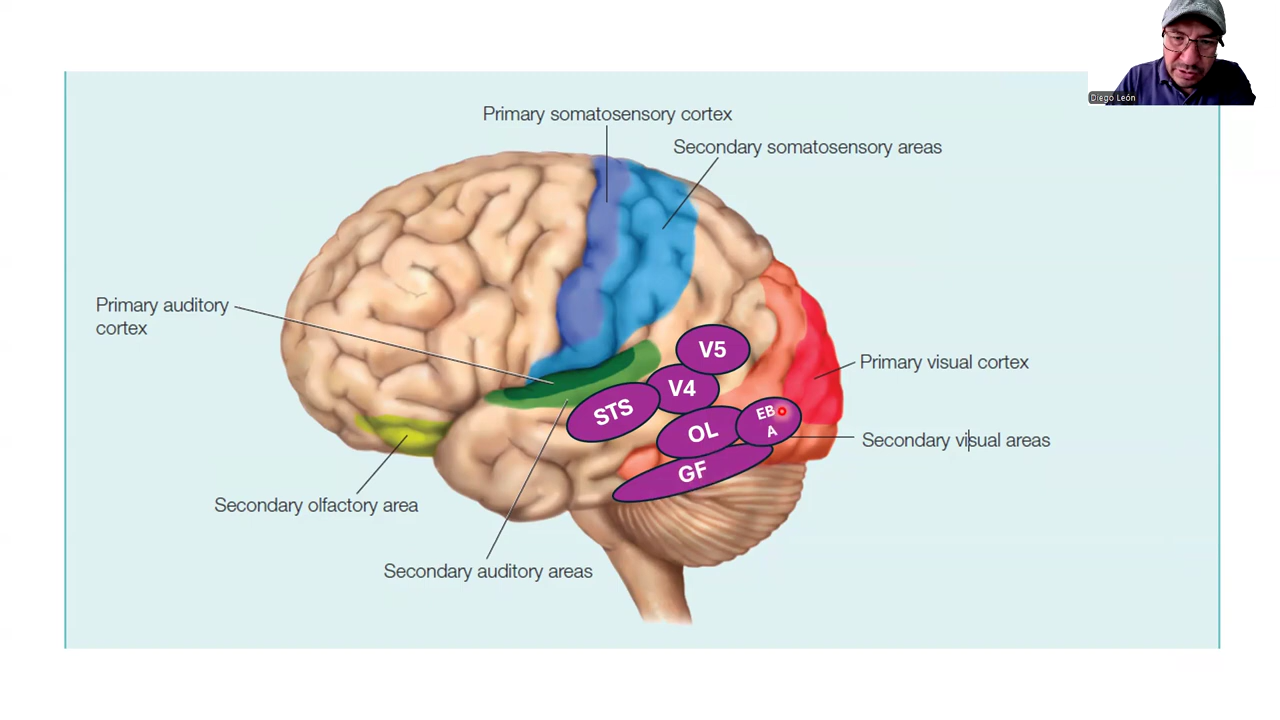 Diego León
Primary somatosensory cortex
Secondary somatosensory areas
Primary auditory
cortex
V5
Primary visual cortex
V4
STS
EB
A
OL
Secondary visual areas
GF
Secondary olfactory area
Secondary auditory areas